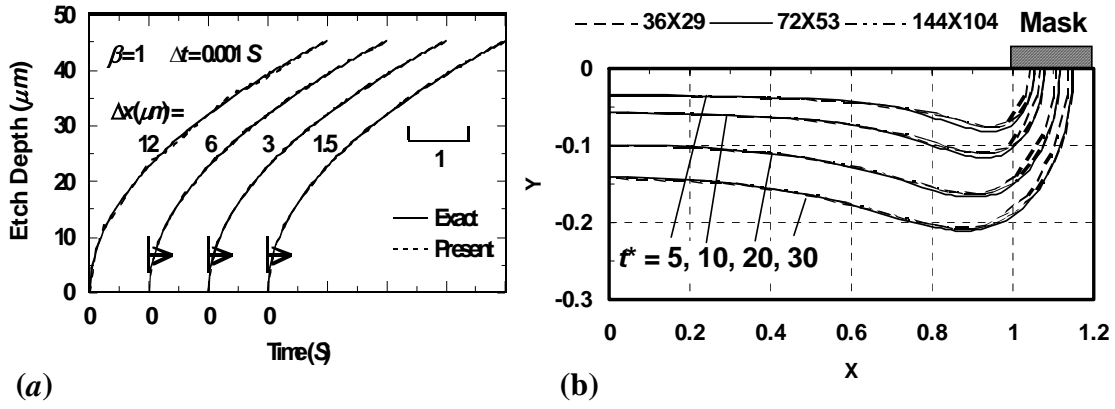 50
40
30
20
10
0
Etch Depth (μm)
β=1 Δt=0.001 S
Δx(μm)=
12 6 3 1.5
1
Exact
Present
0 0 0 0
Time(S)
(a)
36X29 72X53 144X104 Mask
0
-0.1
-0.2
-0.3
Y
t* = 5, 10, 20, 30
0 0.2 0.4 0.6 0.8 1 1.2
X
(b)